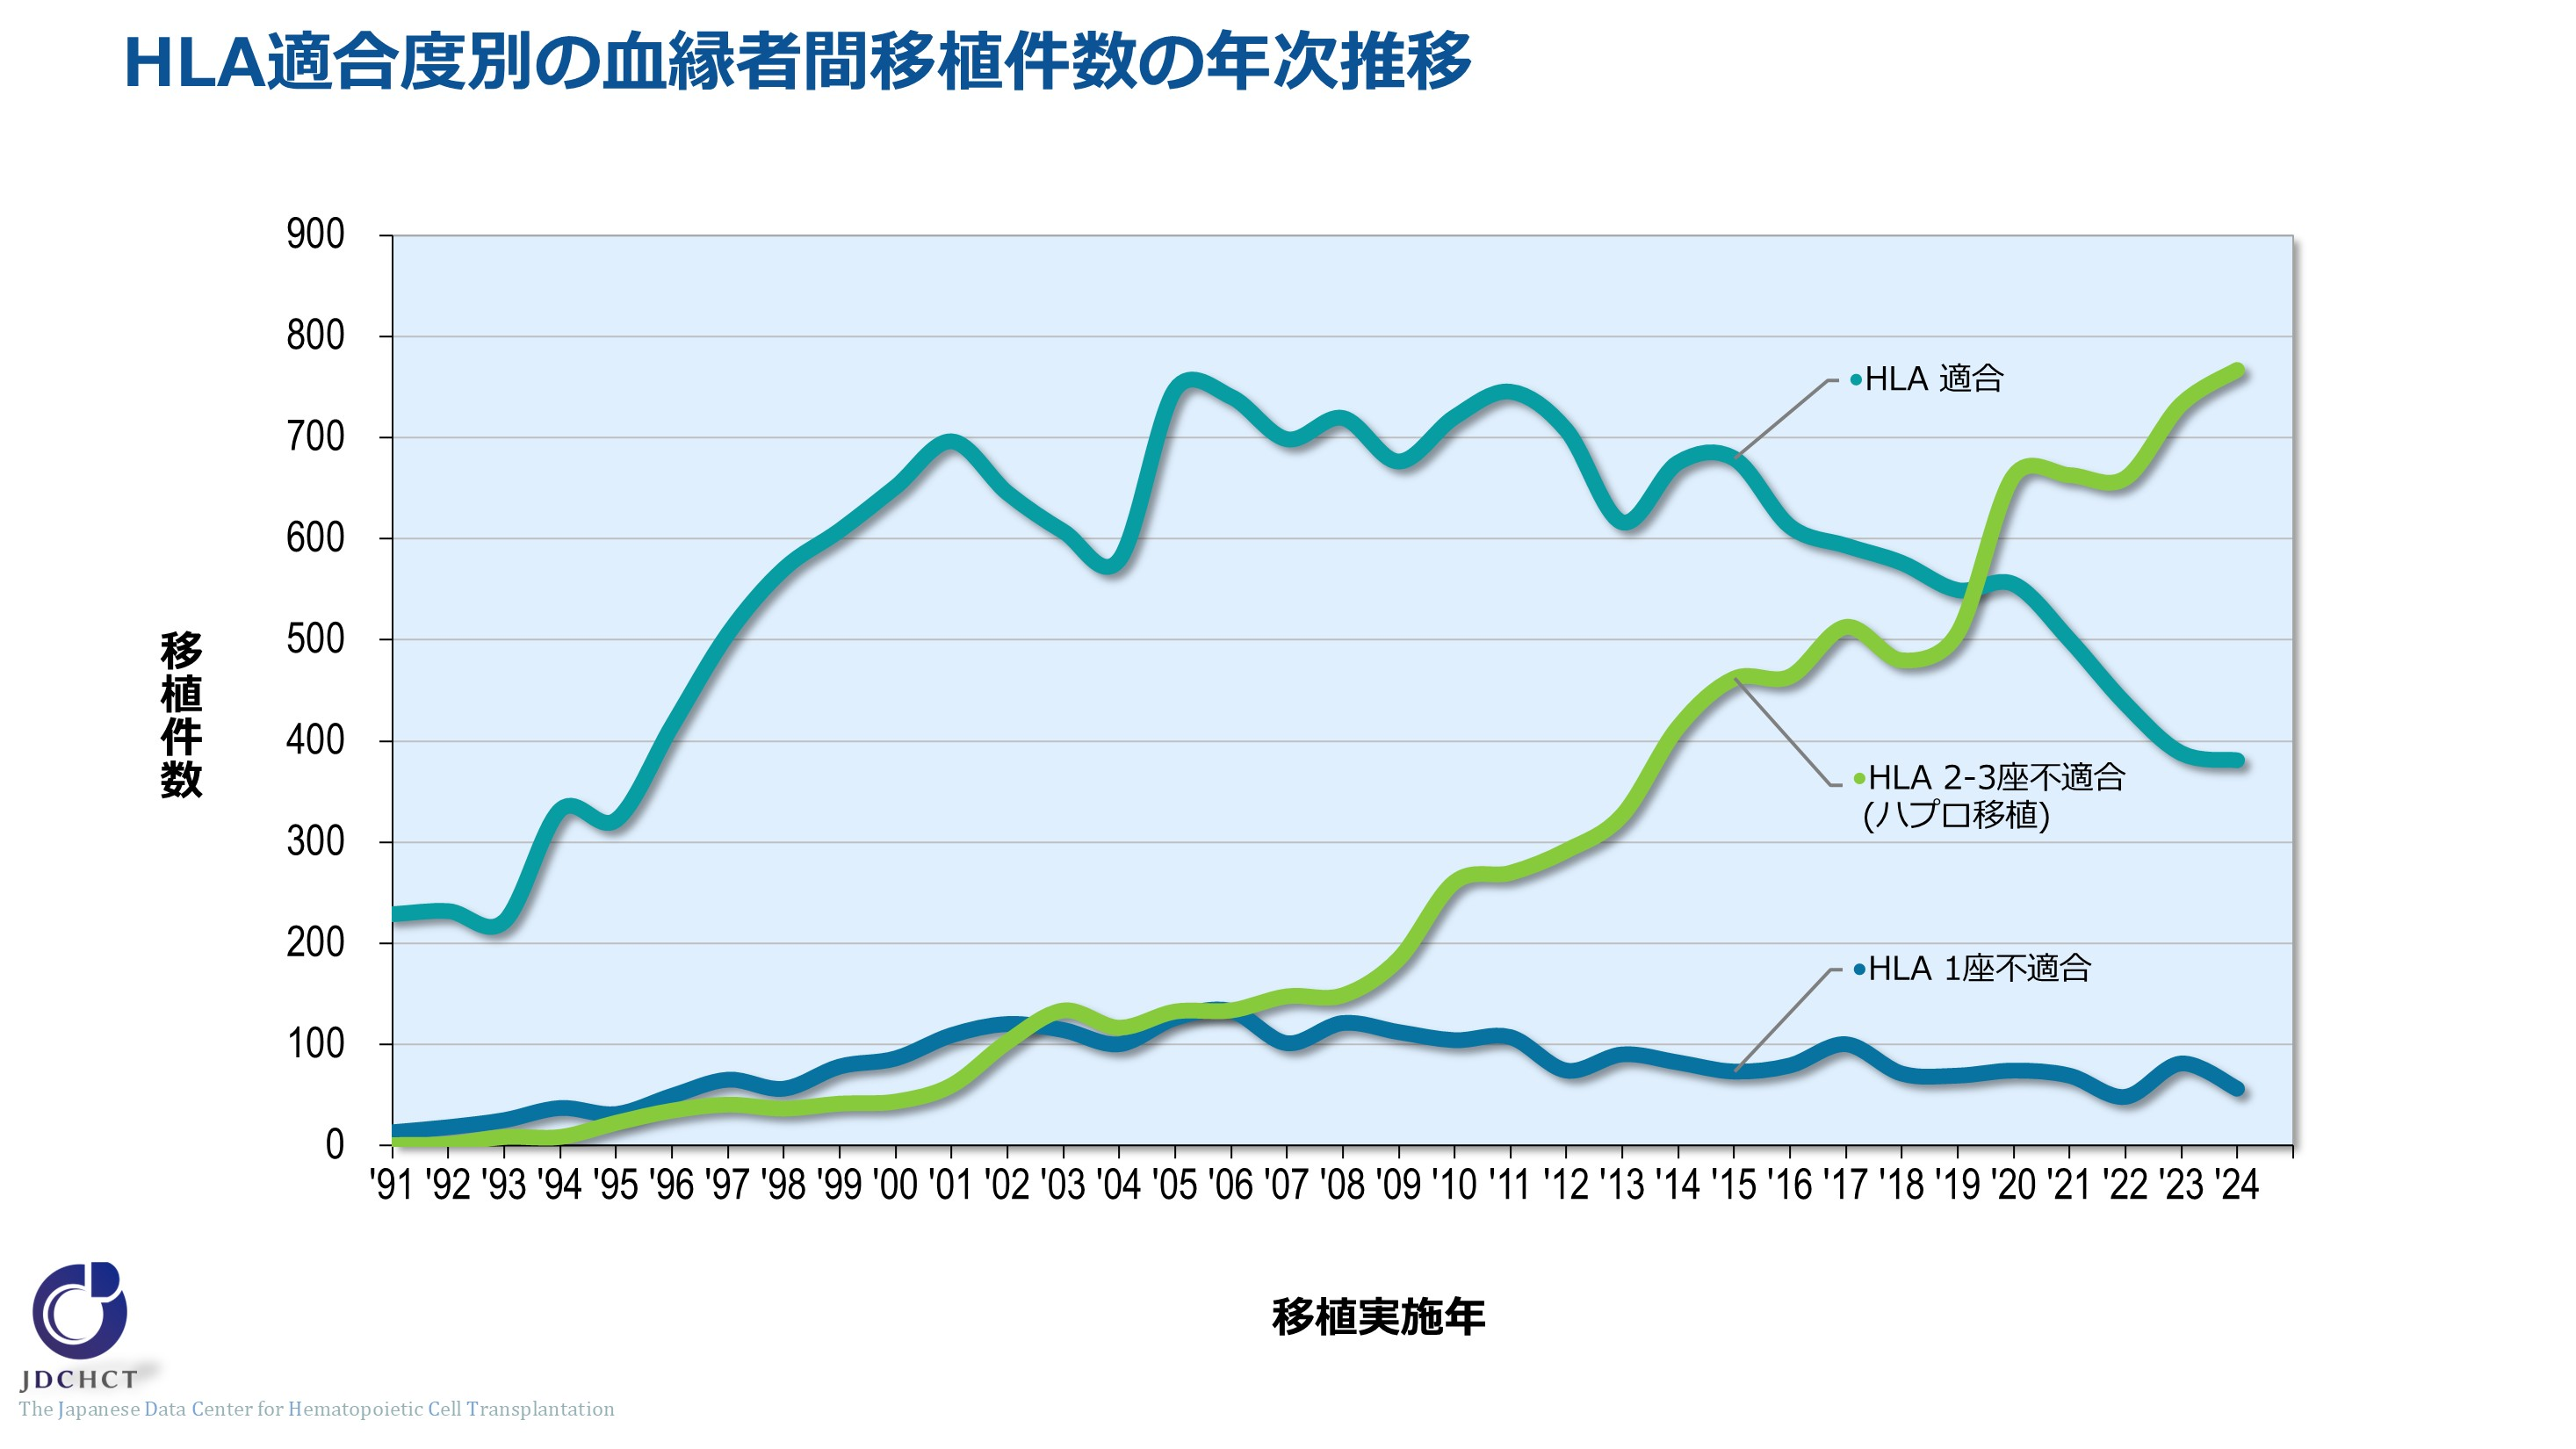 HLA適合度別の血縁者間移植件数の年次推移
900
800
700
600
500
400
300
200
100
0
移植件数
HLA 適合
HLA 2-3座不適合
(ハプロ移植)
HLA 1座不適合
'91 '92 '93 '94 '95 '96 '97 '98 '99 '00 '01 '02 '03 '04 '05 '06 '07 '08 '09 '10 '11 '12 '13 '14 '15 '16 '17 '18 '19 '20 '21 '22 '23 '24
移植実施年
JDCHCT
The Japanese Data Center for Hematopoietic Cell Transplantation